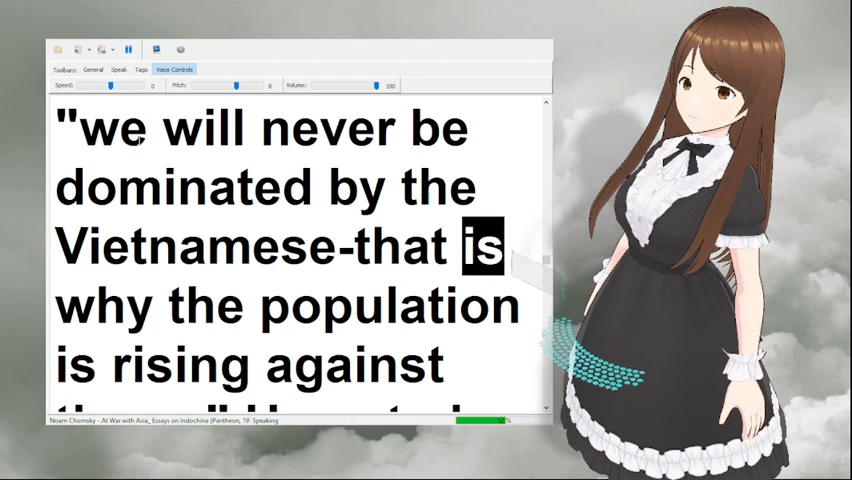 Toolbars: General Speak Tags Voice Controls
Speed: 0 Pitch: 8 Volume: 100
"we will never be
dominated by the
Vietnamese-that is
why the population
is rising against
Noam Chomsky - At War with Asia_ Essays on Indochina (Pantheon, 19 Speaking